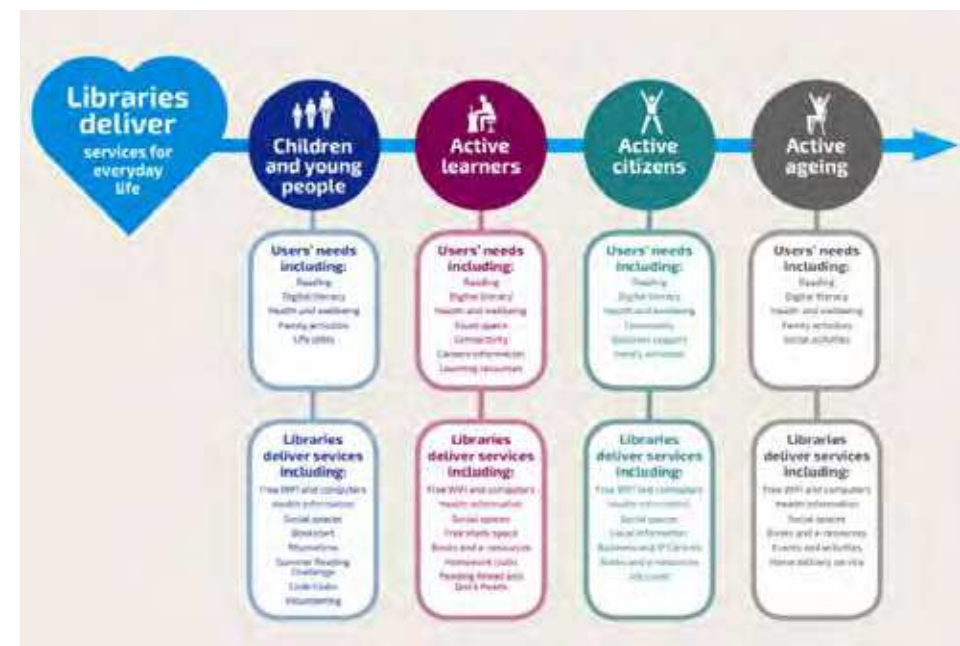 Libraries
deliver
services for
everyday
life
Children
and young
people
Active
learners
Active
citizens
Active
ageing
Users' needs
including:
Reading
Digital literacy
Health and wellbeing
Family activities
Life skills
Users' needs
including:
Reading
Digital literacy
Health and wellbeing
Study space
Connectivity
Careers information
Learning resources
Users' needs
including:
Reading
Digital literacy
Health and wellbeing
Community
Business support
Family activities
Users' needs
including:
Reading
Digital literacy
Health and wellbeing
Family activities
Social activities
Libraries
deliver sevices
including:
Free WiFi and computers
Health information
Social spaces
Bookstart
Rhymetime
Summer Reading
Challenge
Code clubs
Volunteering
Libraries
deliver services
including:
Free WiFi and computers
Health information
Social spaces
Free study space
Books and e-resources
Homework clubs
Reading Ahead and
Quick Reads
Libraries
deliver services
including:
Free WiFi and computers
Health information
Social spaces
Local information
Business and IP Centres
Books and e-resources
Libraries
deliver services
including:
Free WiFi and computers
Health information
Social spaces
Books and e-resources
Events and activities
Home delivery service